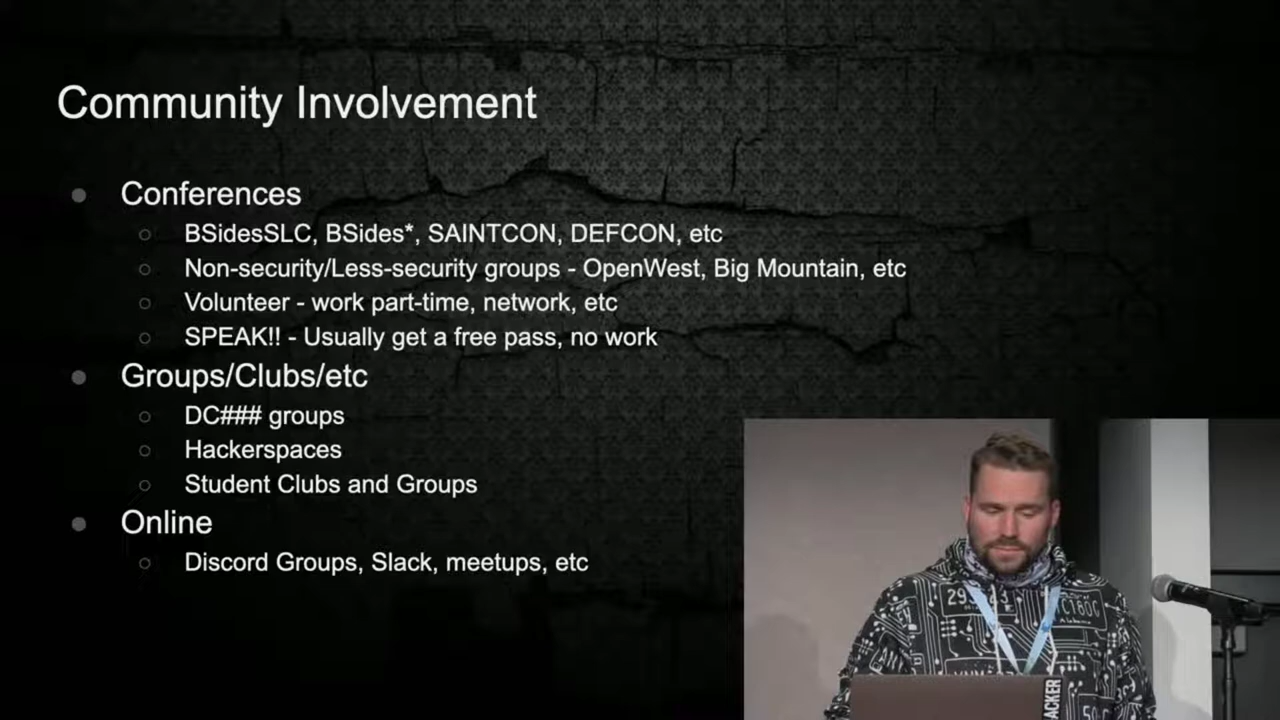 Community Involvement
Conferences
BSidesSLC, BSides*, SAINTCON, DEFCON, etc
Non-security/Less-security groups - OpenWest, Big Mountain, etc
Volunteer - work part-time, network, etc
SPEAK!! - Usually get a free pass, no work
Groups/Clubs/etc
DC### groups
Hackerspaces
Student Clubs and Groups
Online
Discord Groups, Slack, meetups, etc
ACKER